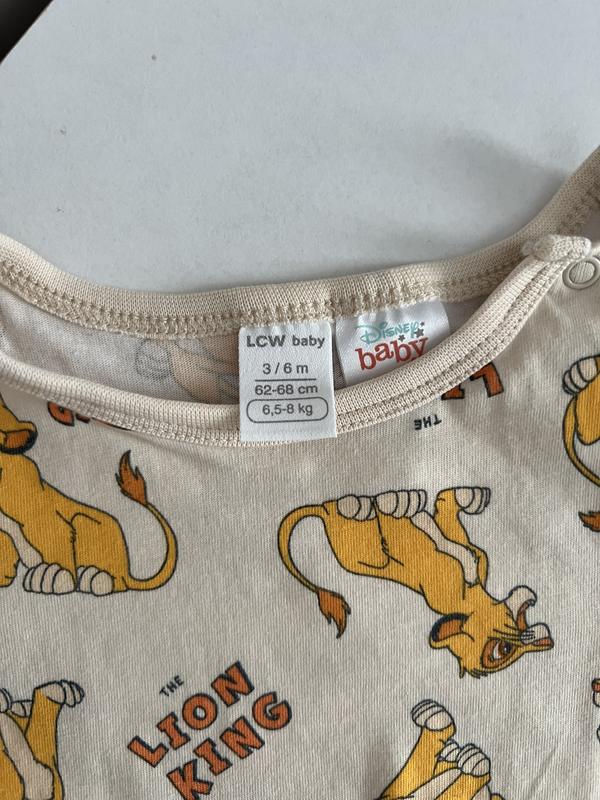 LCW baby
3 / 6 m
62-68 cm
6,5-8 kg
Disney
baby
THE
THE
LION
KING